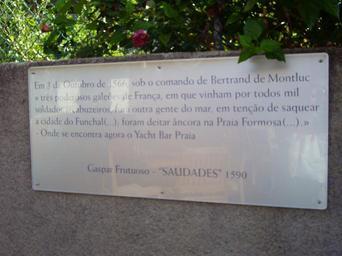 Em 3 de Outubro de 1566, sob o comando de Bertrand de Montluc
« três poderosos galeões de França, em que vinham por todos mil
soldados arcabuzeiros, fora outra gente do mar, em tenção de saquear
a cidade do Funchal(...), foram deitar âncora na Praia Formosa(...).»
- Onde se encontra agora o Yacht Bar Praia
Gaspar Frutuoso - "SAUDADES" 1590